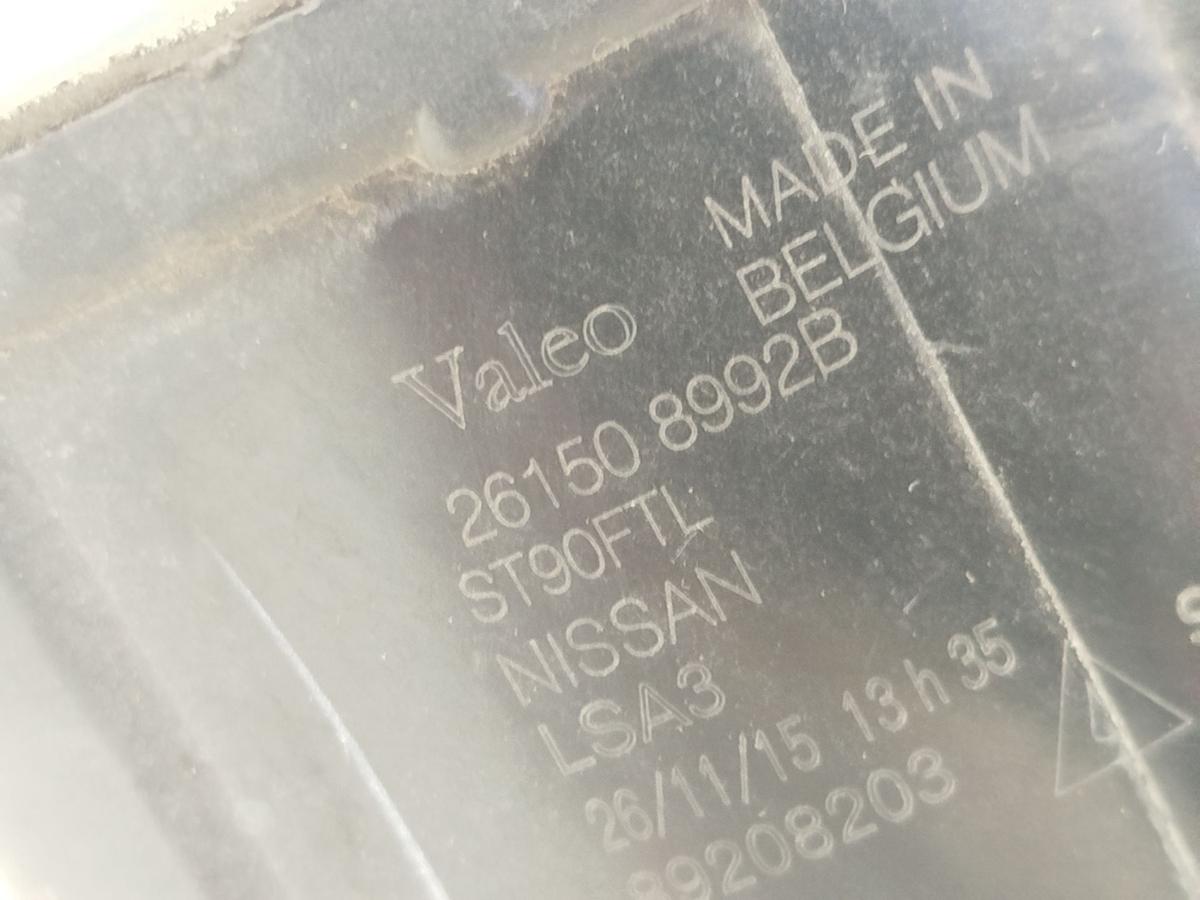 MADE IN
BELGIUM
Valeo
26150 8992B
ST90FTL
NISSAN
LSA3
26/11/15 13 h 35
89208203